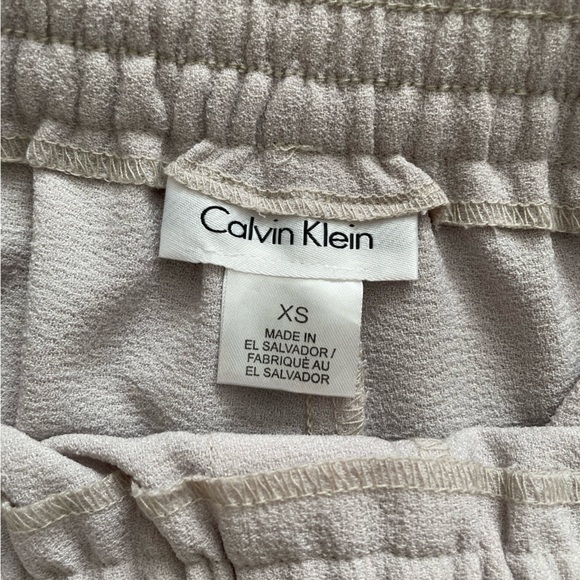 Calvin Klein
XS
MADE IN
EL SALVADOR /
FABRIQUÉ AU
EL SALVADOR